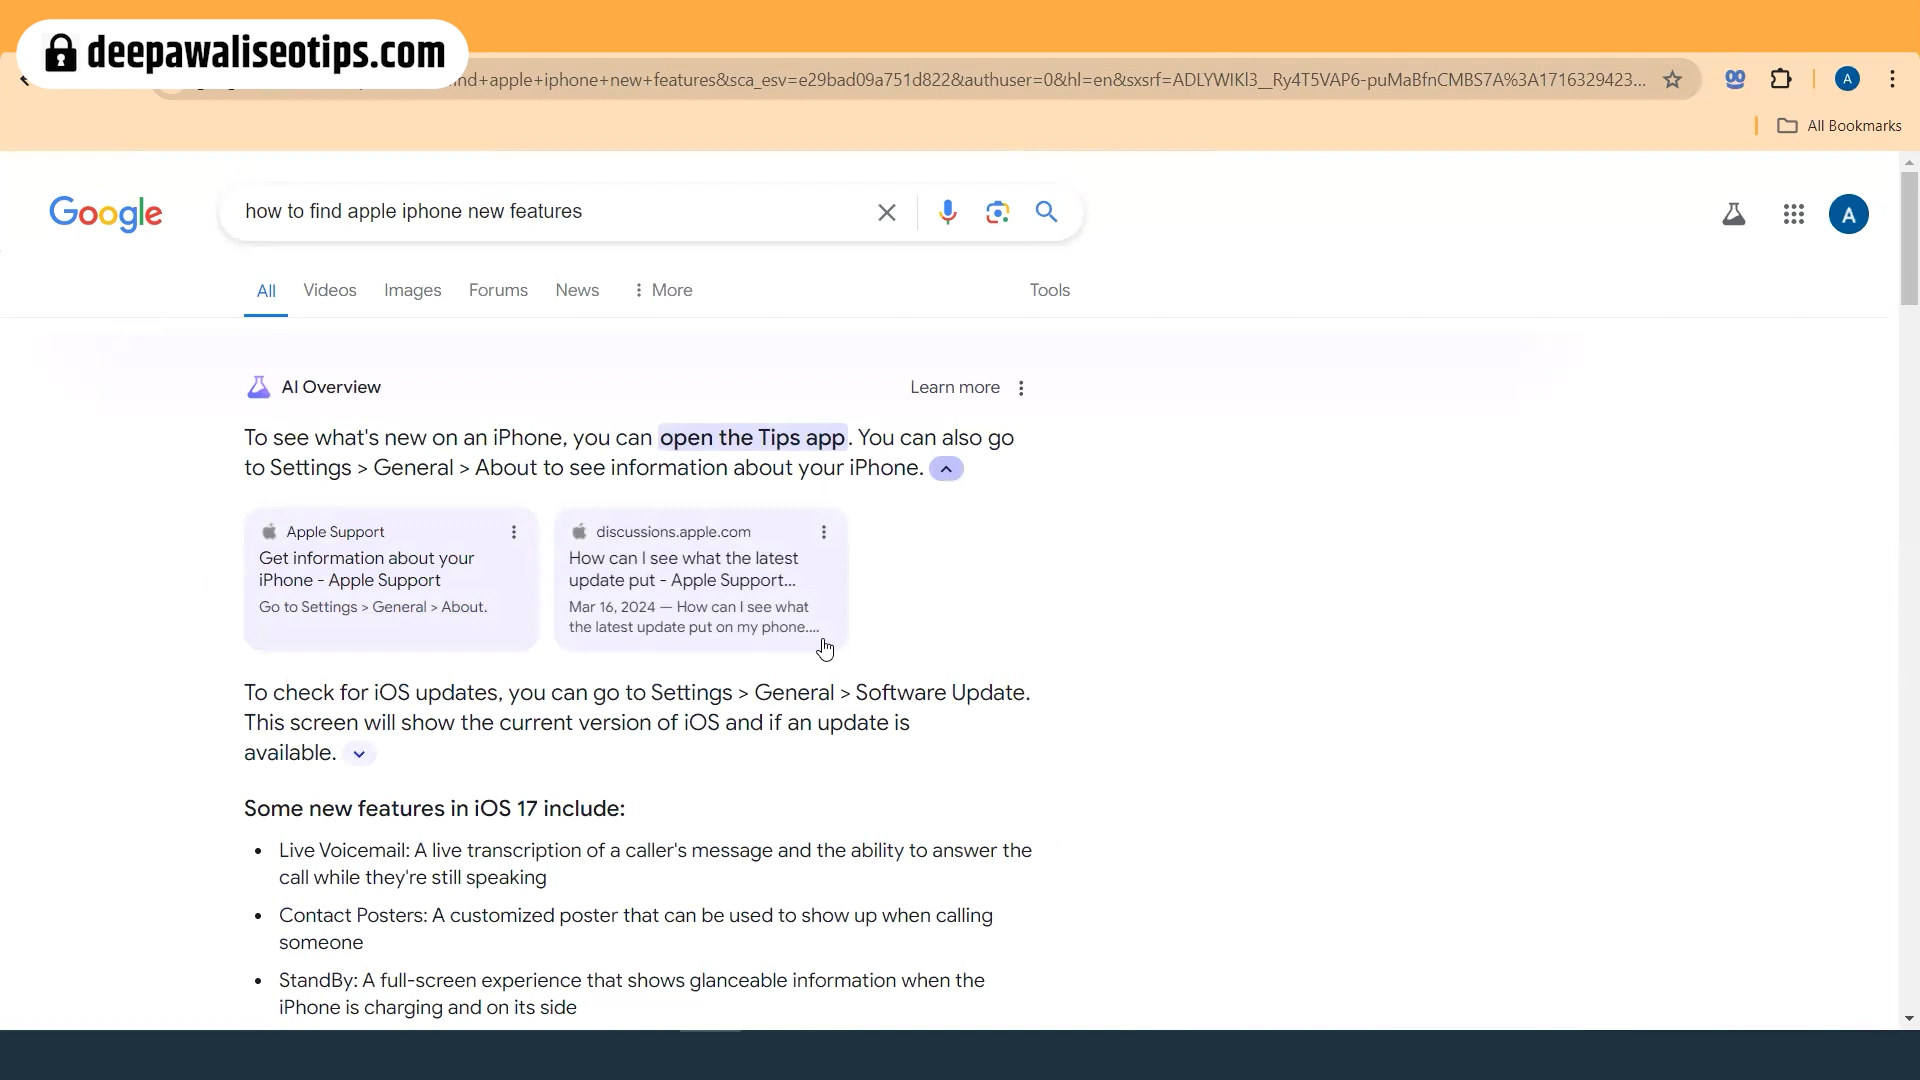 deepawaliseotips.com
nd+apple+iphone+new+features&sca_esv=e29bad09a751d822&authuser=0&hl=en&sxsrf=ADLYWIKl3__Ry4T5VAP6-puMaBfnCMBS7A%3A1716329423...
A
All Bookmarks
Google
how to find apple iphone new features
A
All
Videos
Images
Forums
News
More
Tools
AI Overview
Learn more
To see what's new on an iPhone, you can open the Tips app. You can also go
to Settings > General > About to see information about your iPhone.
Apple Support
Get information about your
iPhone - Apple Support
Go to Settings > General > About.
discussions.apple.com
How can I see what the latest
update put - Apple Support...
Mar 16, 2024 — How can I see what
the latest update put on my phone....
To check for iOS updates, you can go to Settings > General > Software Update.
This screen will show the current version of iOS and if an update is
available.
Some new features in iOS 17 include:
• Live Voicemail: A live transcription of a caller's message and the ability to answer the
call while they're still speaking
• Contact Posters: A customized poster that can be used to show up when calling
someone
• StandBy: A full-screen experience that shows glanceable information when the
iPhone is charging and on its side